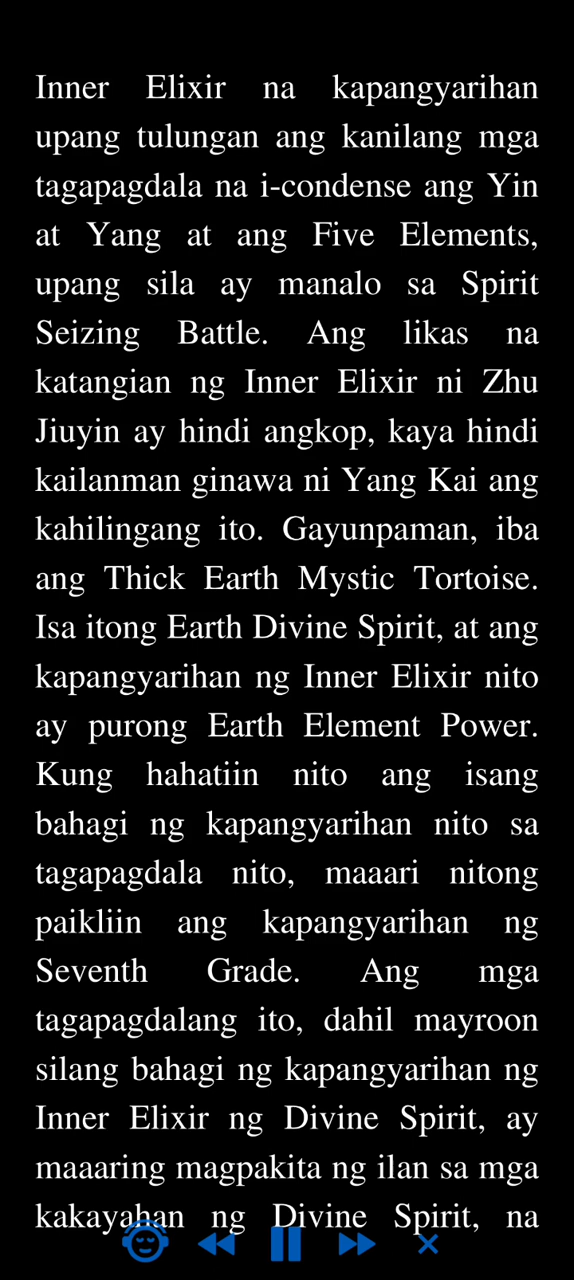 Inner Elixir na kapangyarihan
upang tulungan ang kanilang mga
tagapagdala na i-condense ang Yin
at Yang at ang Five Elements,
upang sila ay manalo sa Spirit
Seizing Battle. Ang likas na
katangian ng Inner Elixir ni Zhu
Jiuyin ay hindi angkop, kaya hindi
kailanman ginawa ni Yang Kai ang
kahilingang ito. Gayunpaman, iba
ang Thick Earth Mystic Tortoise.
Isa itong Earth Divine Spirit, at ang
kapangyarihan ng Inner Elixir nito
ay purong Earth Element Power.
Kung hahatiin nito ang isang
bahagi ng kapangyarihan nito sa
tagapagdala nito, maaari nitong
paikliin ang kapangyarihan ng
Seventh Grade. Ang mga
tagapagdalang ito, dahil mayroon
silang bahagi ng kapangyarihan ng
Inner Elixir ng Divine Spirit, ay
maaaring magpakita ng ilan sa mga
kakayahan ng Divine Spirit, na